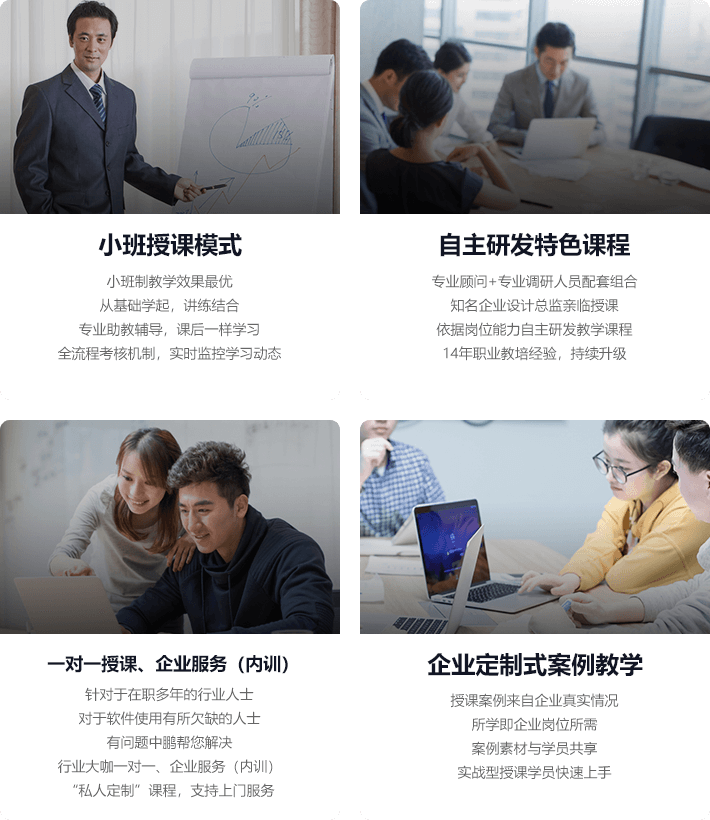 小班授课模式
小班制教学效果最优
从基础学起，讲练结合
专业助教辅导，课后一样学习
全流程考核机制，实时监控学习动态
自主研发特色课程
专业顾问+专业调研人员配套组合
知名企业设计总监亲临授课
依据岗位能力自主研发教学课程
14年职业教培经验，持续升级
一对一授课、企业服务（内训）
针对于在职多年的行业人士
对于软件使用有所欠缺的人士
有问题中鹏帮您解决
行业大咖一对一、企业服务（内训）
“私人定制”课程，支持上门服务
企业定制式案例教学
授课案例来自企业真实情况
所学即企业岗位所需
案例素材与学员共享
实战型授课学员快速上手